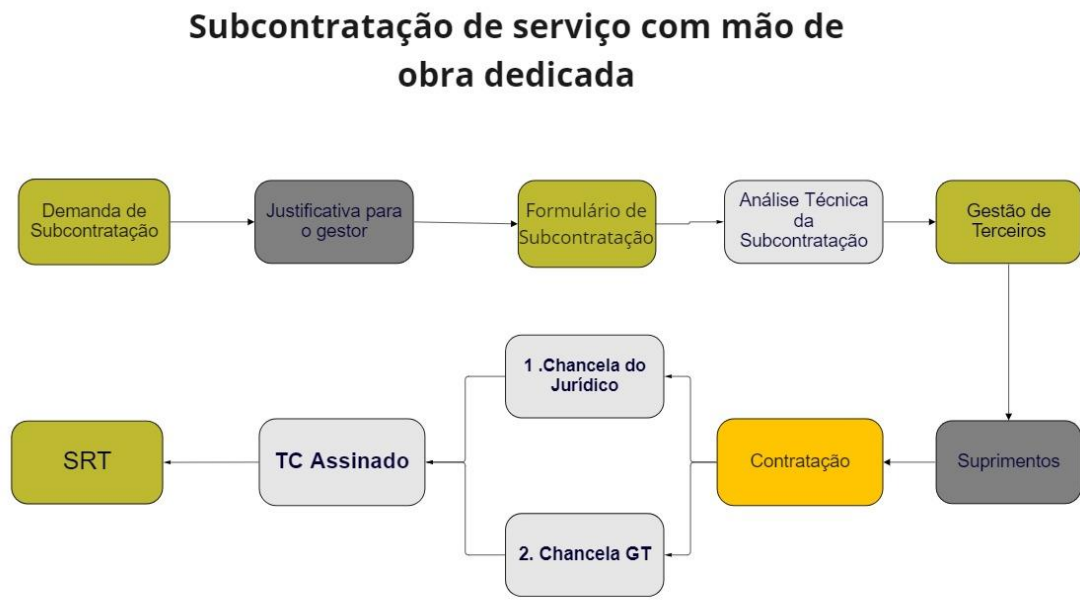 Subcontratação de serviço com mão de
obra dedicada
Demanda de
Subcontratação
Justificativa para
o gestor
Formulário de
Subcontratação
Análise Técnica
da
Subcontratação
Gestão de
Terceiros
Suprimentos
Contratação
1 .Chancela do
Jurídico
2. Chancela GT
TC Assinado
SRT